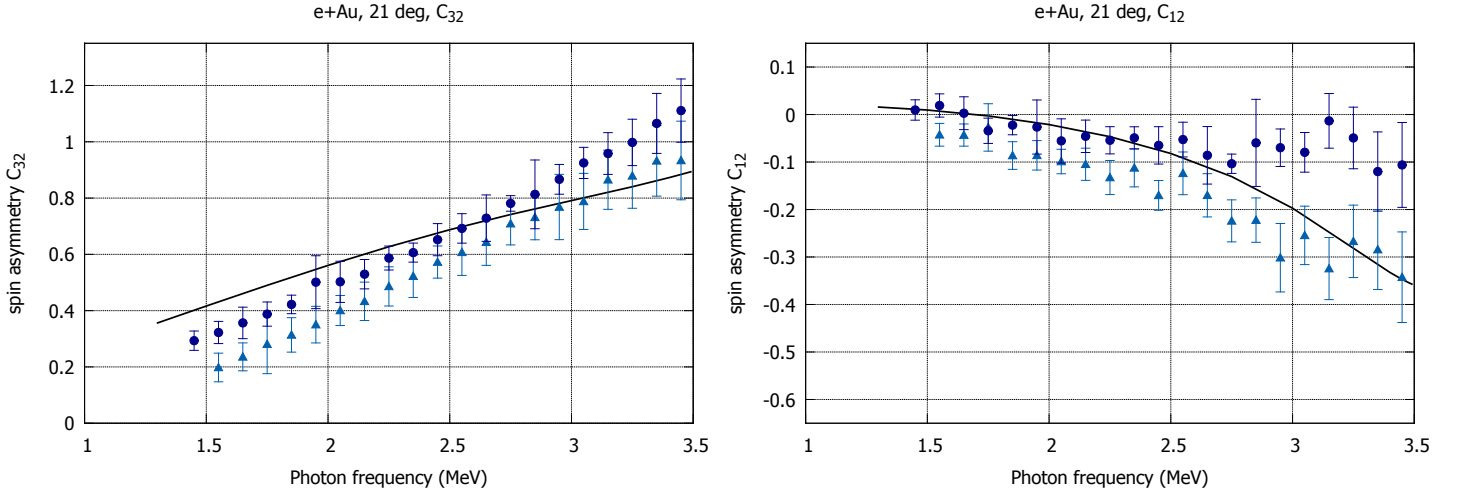 e+Au, 21 deg, C32
spin asymmetry C32
1.2
1
0.8
0.6
0.4
0.2
0
1 1.5 2 2.5 3 3.5
Photon frequency (MeV)
e+Au, 21 deg, C12
spin asymmetry C12
0.1
0
-0.1
-0.2
-0.3
-0.4
-0.5
-0.6
1 1.5 2 2.5 3 3.5
Photon frequency (MeV)